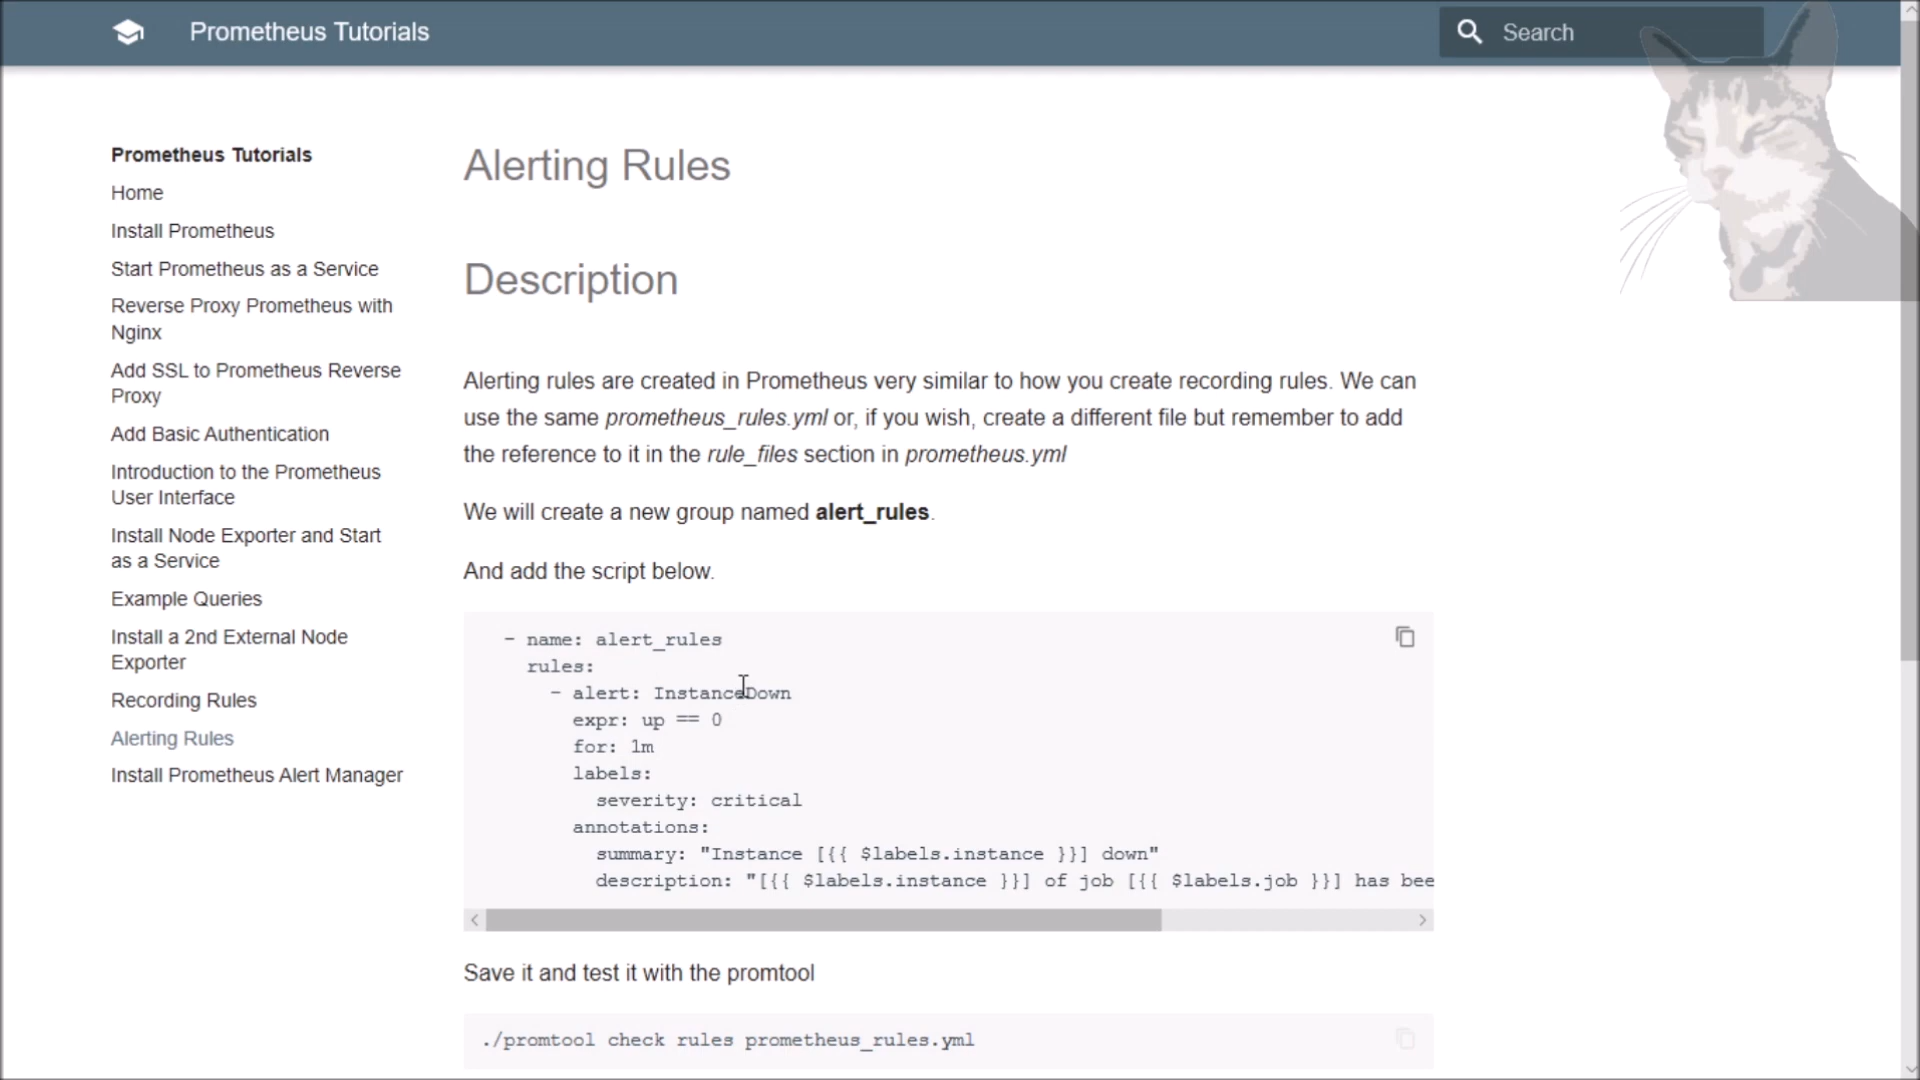 Prometheus Tutorials
Search
Prometheus Tutorials
Home
Install Prometheus
Start Prometheus as a Service
Reverse Proxy Prometheus with
Nginx
Add SSL to Prometheus Reverse
Proxy
Add Basic Authentication
Introduction to the Prometheus
User Interface
Install Node Exporter and Start
as a Service
Example Queries
Install a 2nd External Node
Exporter
Recording Rules
Alerting Rules
Install Prometheus Alert Manager
Alerting Rules
Description
Alerting rules are created in Prometheus very similar to how you create recording rules. We can
use the same prometheus_rules.yml or, if you wish, create a different file but remember to add
the reference to it in the rule_files section in prometheus.yml
We will create a new group named alert_rules.
And add the script below.
- name: alert_rules
rules:
- alert: InstanceDown
expr: up == 0
for: 1m
labels:
severity: critical
annotations:
summary: "Instance [{{ $labels.instance }}] down"
description: "[{{ $labels.instance }}] of job [{{ $labels.job }}] has bee
Save it and test it with the promtool
./promtool check rules prometheus_rules.yml